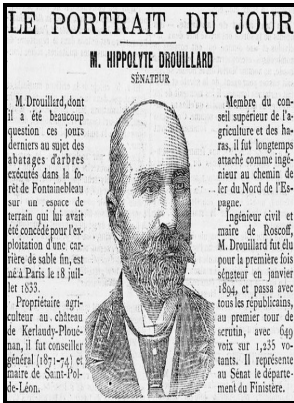 LE PORTRAIT DU JOUR
M. HIPPOLYTE DROUILLARD
SÉNATEUR
M. Drouillard, dont
il a été beaucoup
question ces jours
derniers au sujet des
abatages d'arbres
exécutés dans la fo-
rêt de Fontainebleau
sur un espace de
terrain qui lui avait
été concédé pour l'ex-
ploitation d'une car-
rière de sable fin, est
né à Paris le 18 juil-
let 1833.
Propriétaire agri-
culteur au château
de Kerlaudy-Ploué-
nan, il fut conseiller
général (1871-74) et
maire de Saint-Pol-
de-Léon.
Membre du con-
seil supérieur de l'a-
griculture et des ha-
ras, il fut longtemps
attaché comme ingé-
nieur au chemin de
fer du Nord de l'Es-
pagne.
Ingénieur civil et
maire de Roscoff,
M. Drouillard fut élu
pour la première fois
sénateur en janvier
1894, et passa avec
tous les républicains,
au premier tour de
scrutin, avec 649
voix sur 1,235 vo-
tants. Il représente
au Sénat le départe-
ment du Finistère.